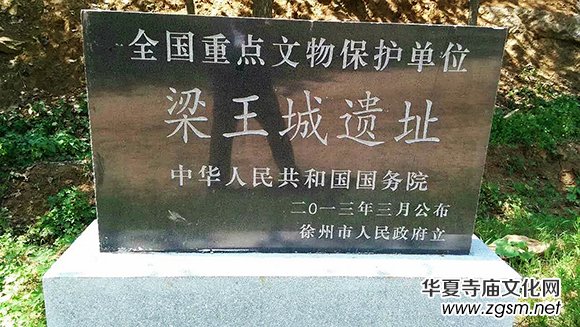 全国重点文物保护单位
梁王城遗址
中华人民共和国国务院
二〇一三年三月公布
徐州市人民政府立
华夏寺庙文化网
www.zgsm.net